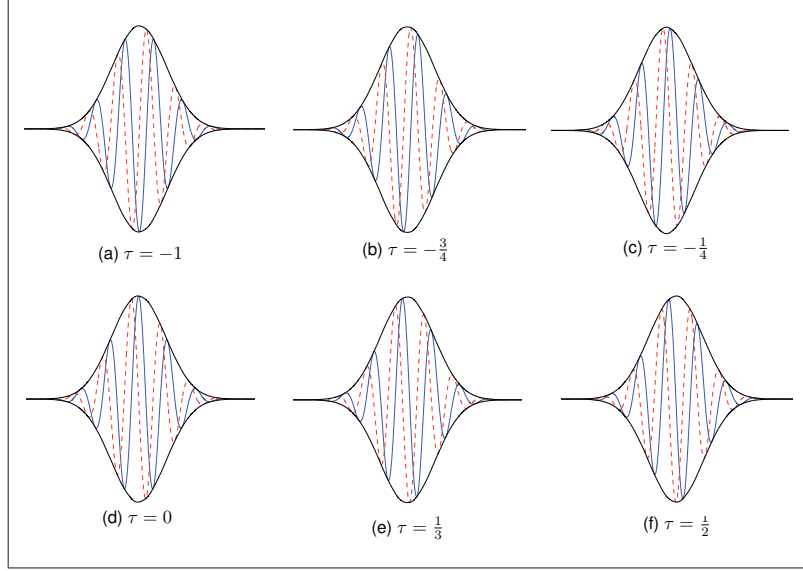 (a) τ = −1
(b) τ = −3/4
(c) τ = −1/4
(d) τ = 0
(e) τ = 1/3
(f) τ = 1/2